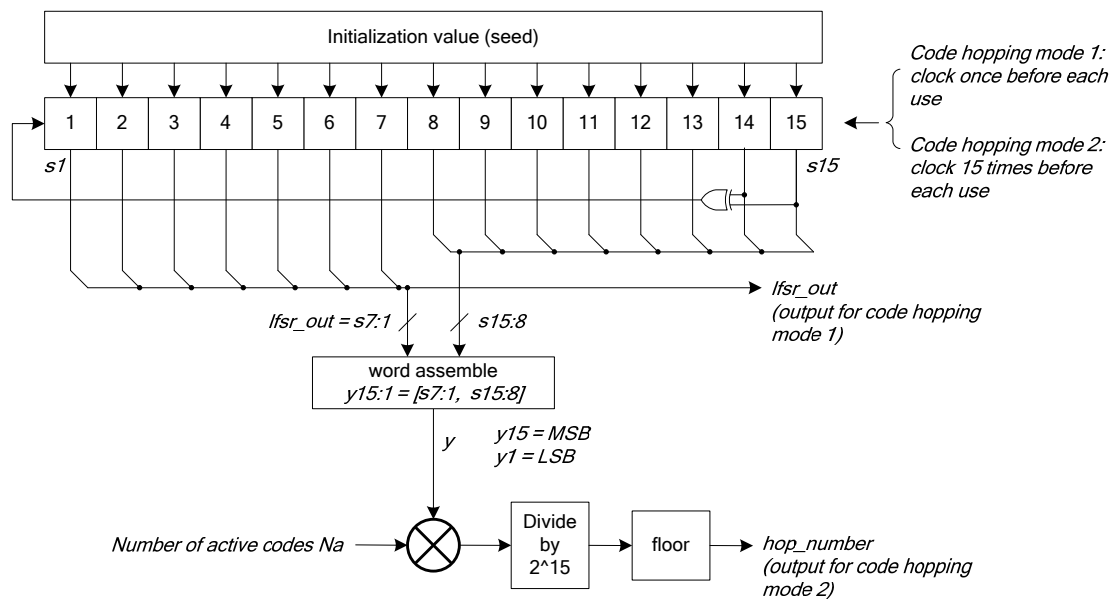 Initialization value (seed)
1 2 3 4 5 6 7 8 9 10 11 12 13 14 15
s1
s15
Code hopping mode 1:
clock once before each
use
Code hopping mode 2:
clock 15 times before
each use
lfsr_out
(output for code hopping
mode 1)
lfsr_out = s7:1
s15:8
word assemble
y15:1 = [s7:1, s15:8]
y
y15 = MSB
y1 = LSB
Number of active codes Na
Divide
by
2^15
floor
hop_number
(output for code hopping
mode 2)